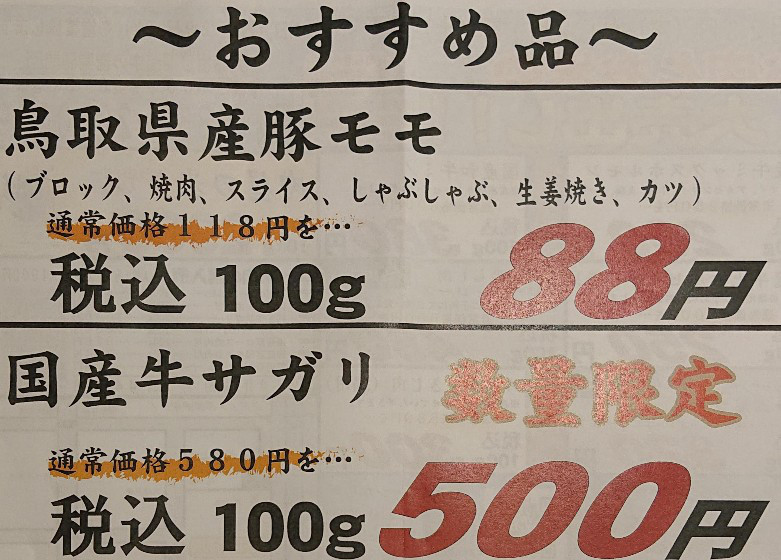 ～おすすめ品～
鳥取県産豚モモ
（ブロック、焼肉、スライス、しゃぶしゃぶ、生姜焼き、カツ）
通常価格１１８円を…
税込 100g 88円
国産牛サガリ 数量限定
通常価格５８０円を…
税込 100g 500円